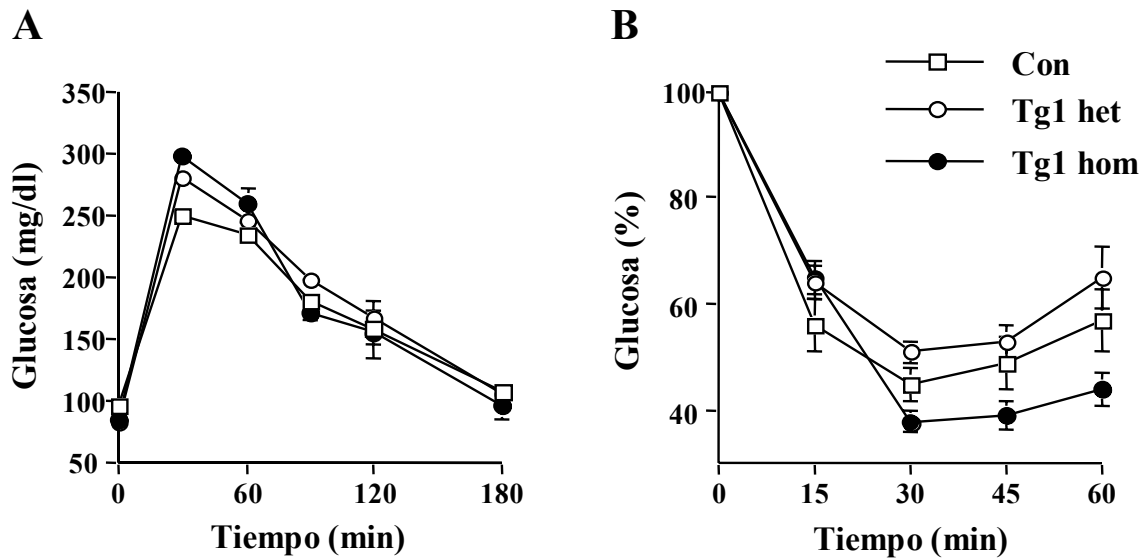 A
B
Con
Tg1 het
Tg1 hom
Glucosa (mg/dl)
350
300
250
200
150
100
50
0
60
120
180
Tiempo (min)
Glucosa (%)
100
80
60
40
0
15
30
45
60
Tiempo (min)